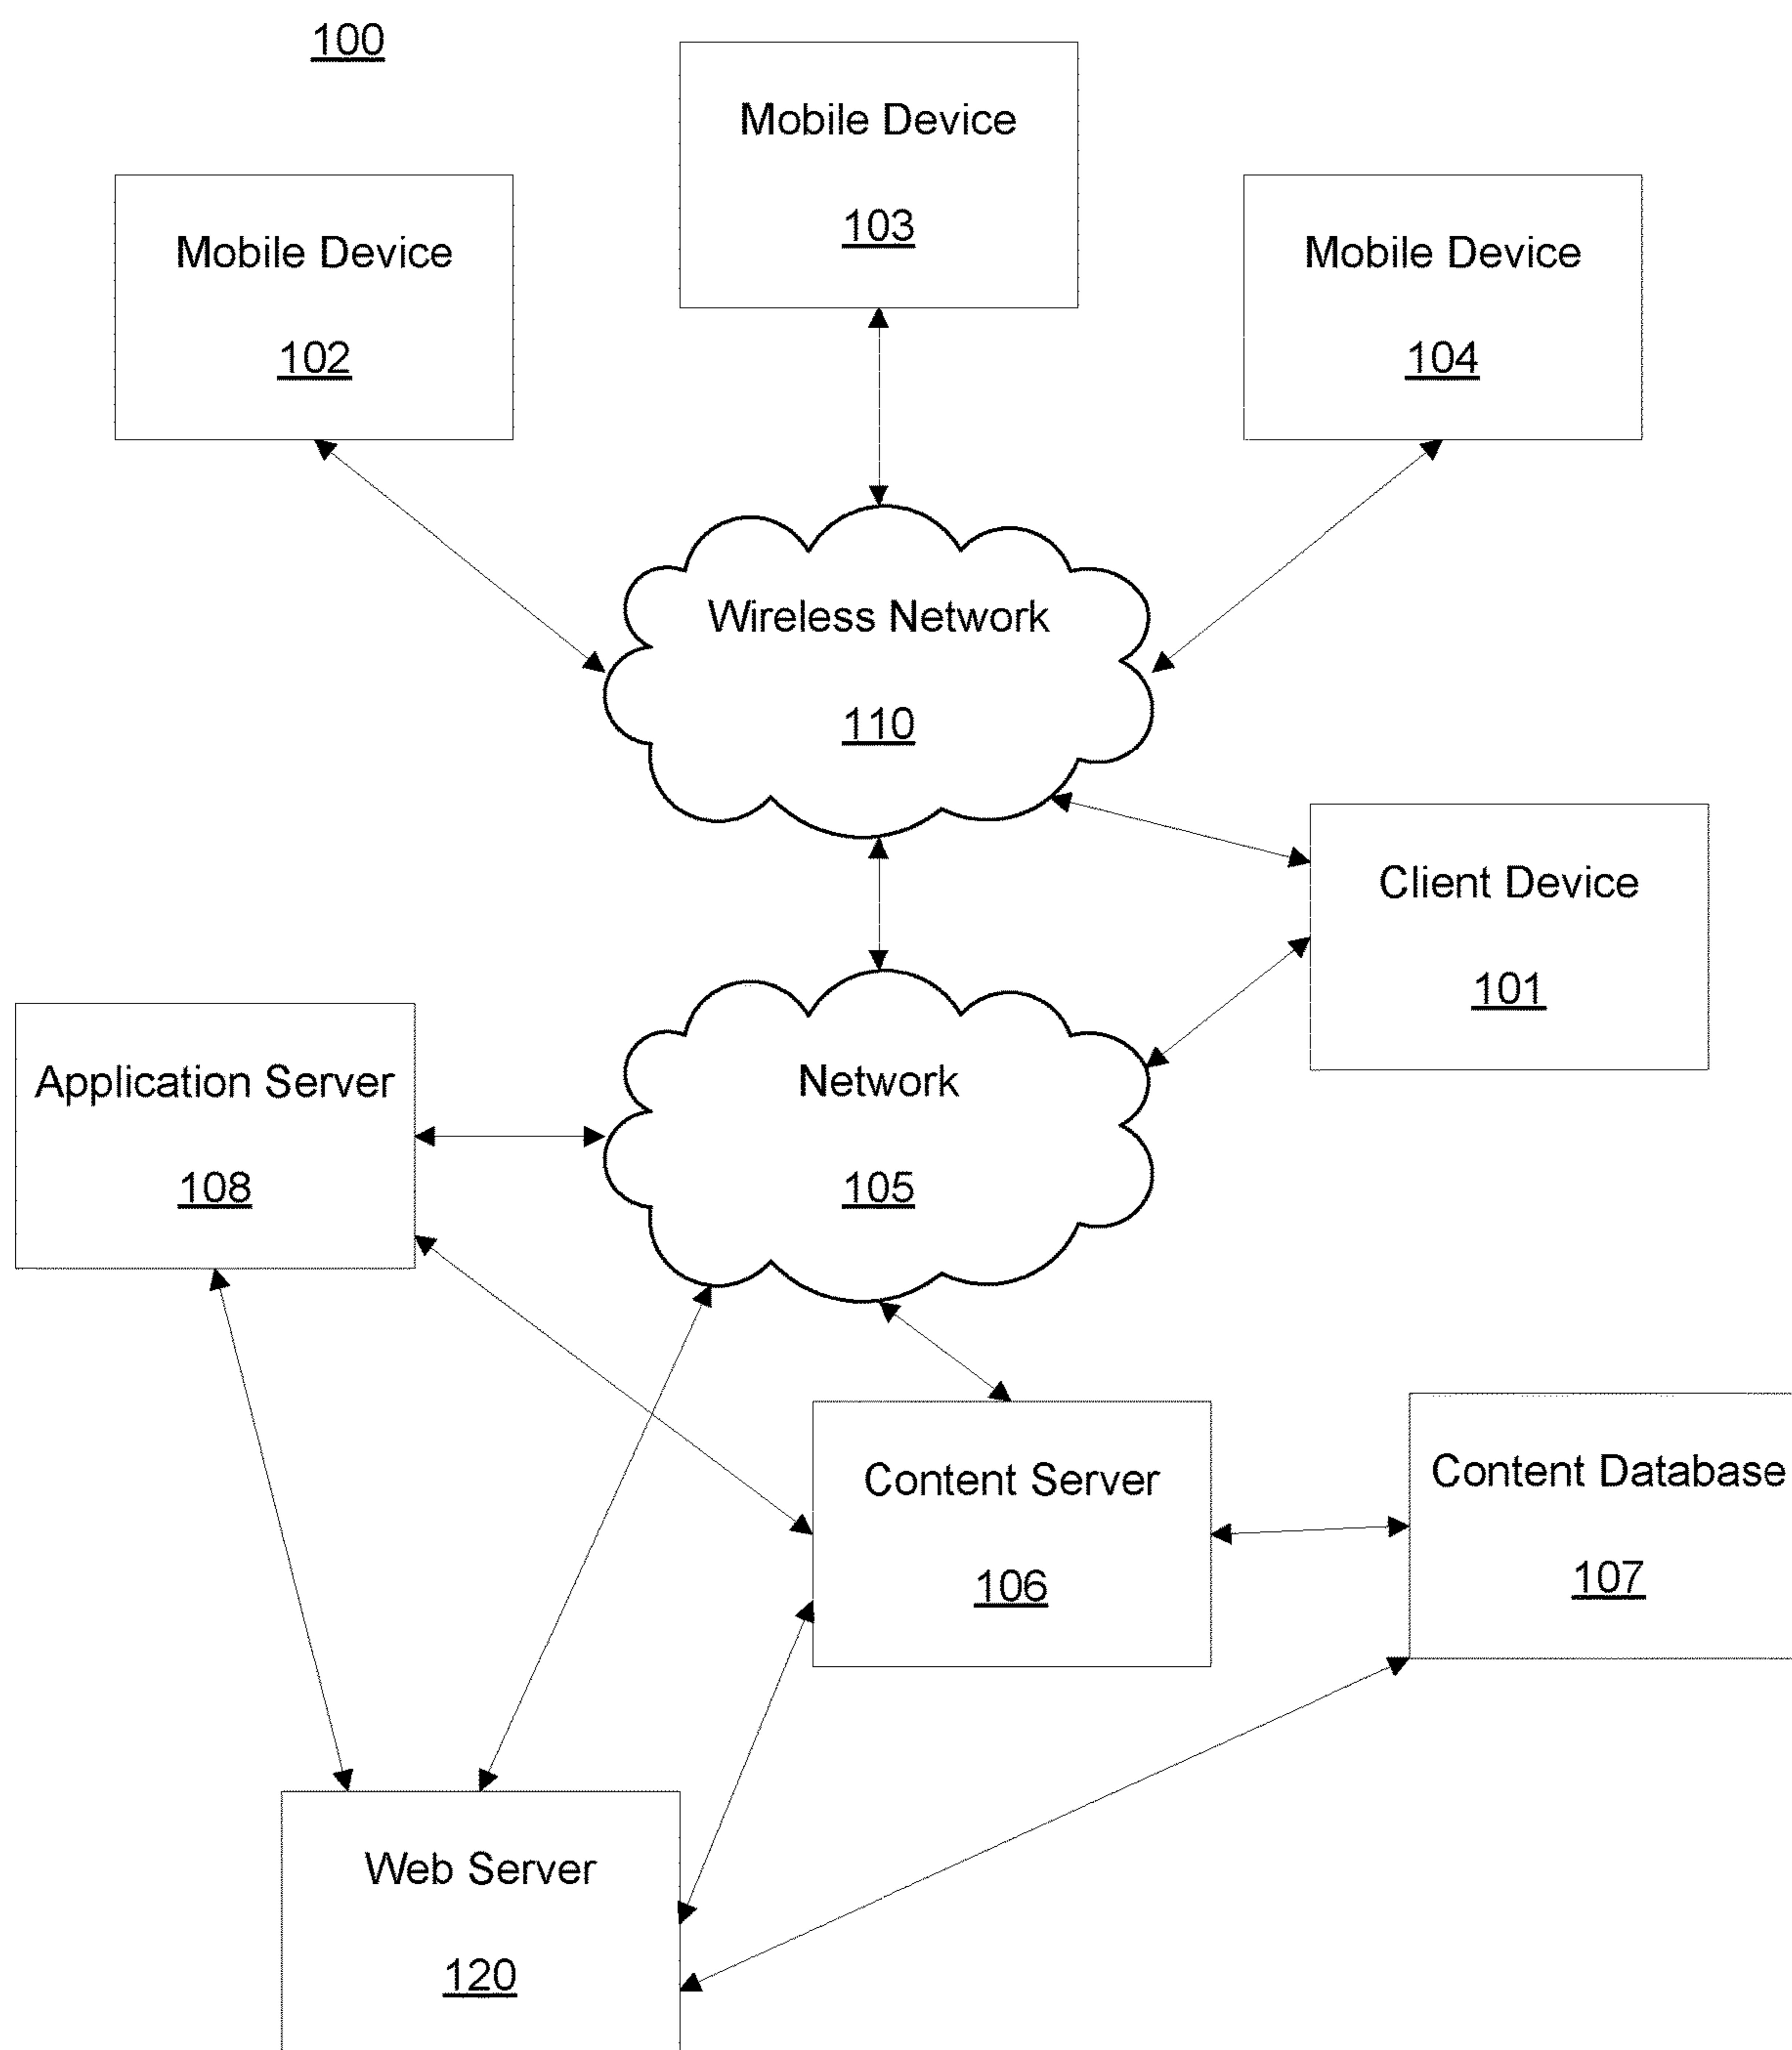 100
Mobile Device
103
Mobile Device
102
Mobile Device
104
Wireless Network
110
Client Device
101
Application Server
108
Network
105
Content Server
106
Content Database
107
Web Server
120